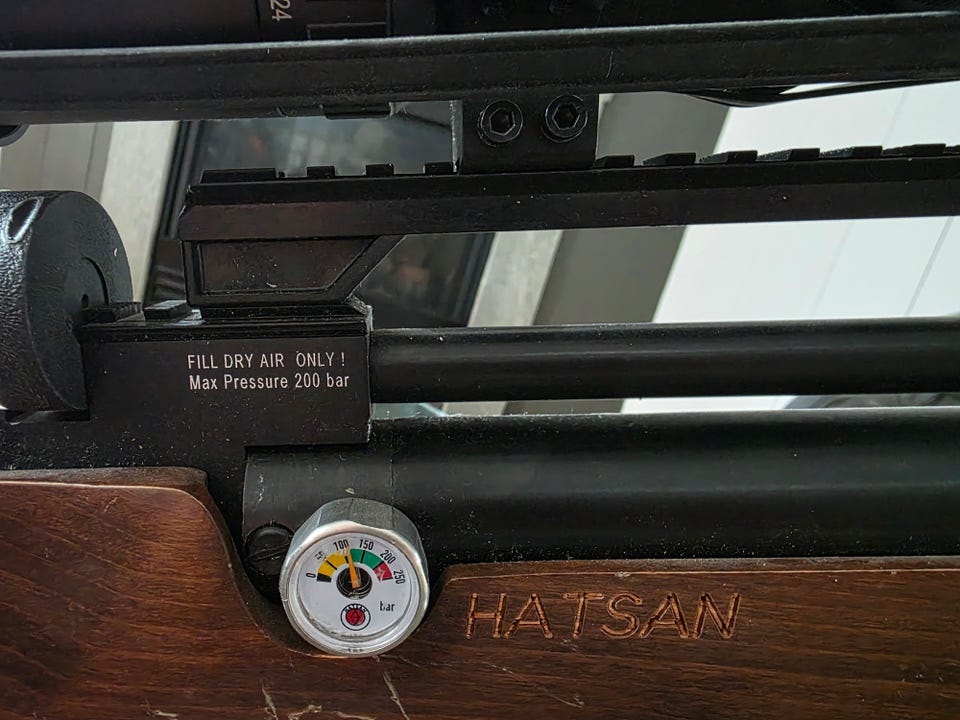 24
FILL DRY AIR ONLY !
Max Pressure 200 bar
0 50 100 150 200 250
bar
HATSAN